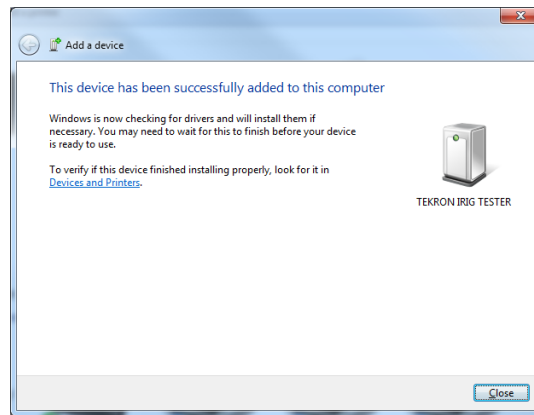 Add a device
This device has been successfully added to this computer
Windows is now checking for drivers and will install them if
necessary. You may need to wait for this to finish before your device
is ready to use.
To verify if this device finished installing properly, look for it in
Devices and Printers.
TEKRON IRIG TESTER
Close